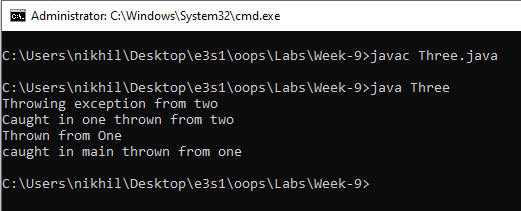 Administrator: C:\Windows\System32\cmd.exe
C:\Users\nikhil\Desktop\e3s1\oops\Labs\Week-9>javac Three.java
C:\Users\nikhil\Desktop\e3s1\oops\Labs\Week-9>java Three
Throwing exception from two
Caught in one thrown from two
Thrown from One
caught in main thrown from one
C:\Users\nikhil\Desktop\e3s1\oops\Labs\Week-9>